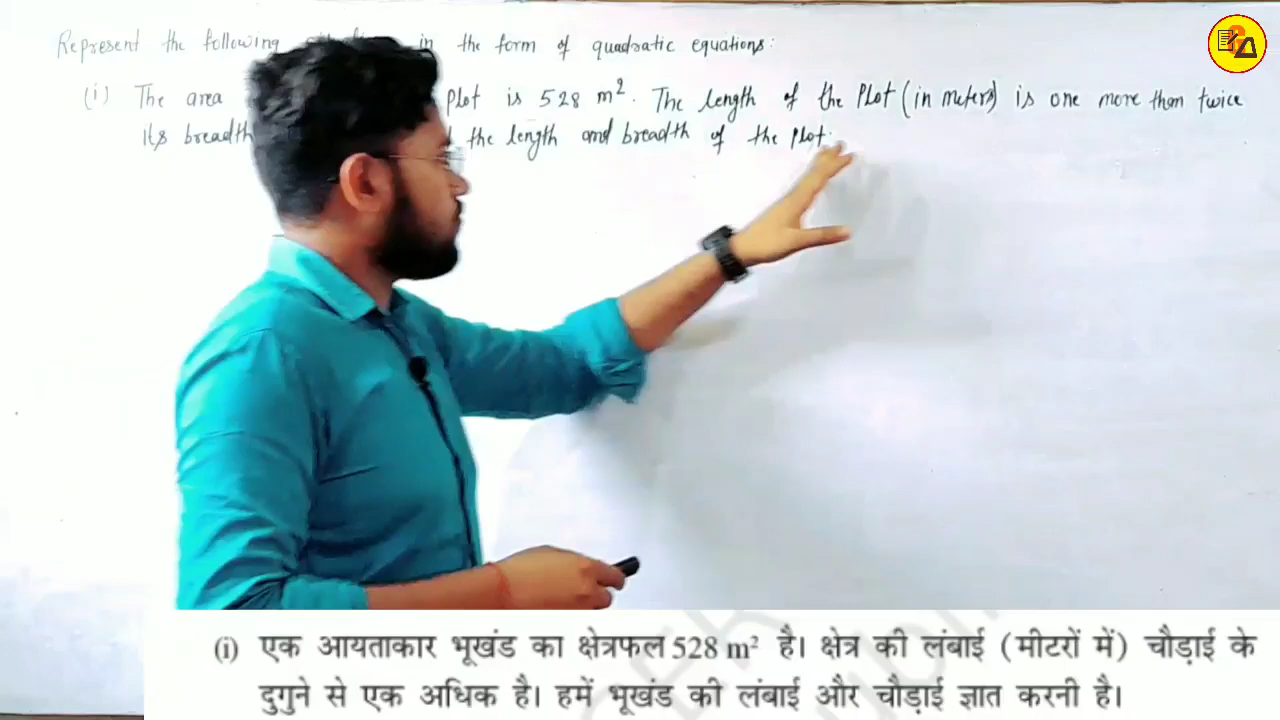 Represent the following in the form of quadratic equations:
(i) The area Plot is 528 m². The length of the Plot (in meters) is one more than twice
its breadth the length and breadth of the plot.
(i) एक आयताकार भूखंड का क्षेत्रफल 528 m² है। क्षेत्र की लंबाई (मीटरों में) चौड़ाई के
दुगुने से एक अधिक है। हमें भूखंड की लंबाई और चौड़ाई ज्ञात करनी है।